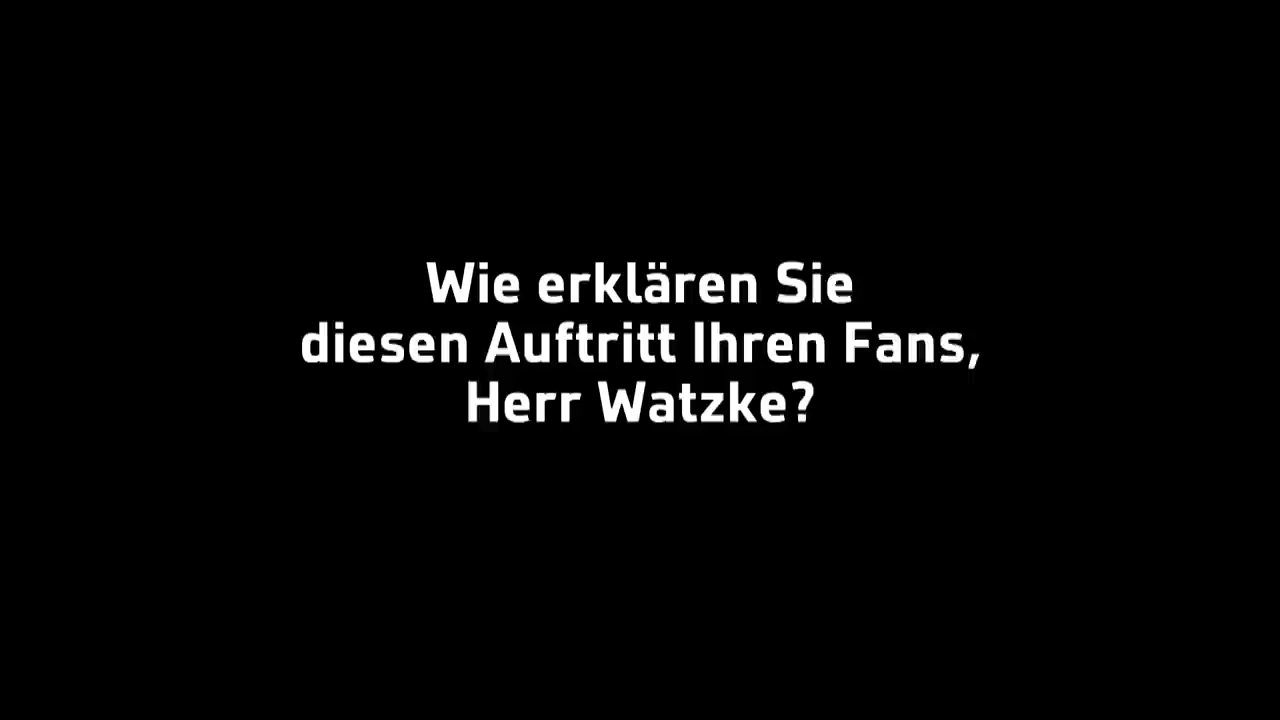 Wie erklären Sie
diesen Auftritt Ihren Fans,
Herr Watzke?